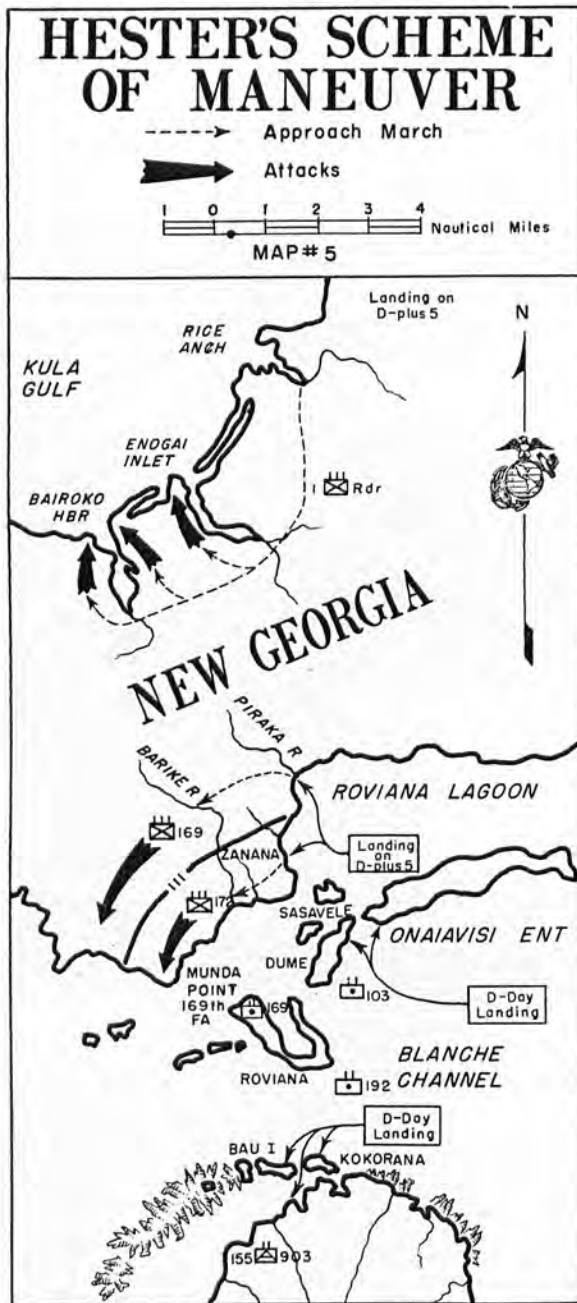 HESTER'S SCHEME
OF MANEUVER
Approach March
Attacks
1 0 1 2 3 4
Nautical Miles
MAP # 5
Landing on
D-plus 5
N
RICE
ANCH
KULA
GULF
ENOGAI
INLET
BAIROKO
HBR
1 Rdr
NEW GEORGIA
PIRAKA R
BARIKE R
ROVIANA LAGOON
169
ZANANA
Landing
on
D-plus 5
172
SASAVELE
ONAIAVISI ENT
DUME
MUNDA
POINT
169th
FA
169
103
D-Day
Landing
ROVIANA
BLANCHE
CHANNEL
192
D-Day
Landing
BAU I
KOKORANA
155 903